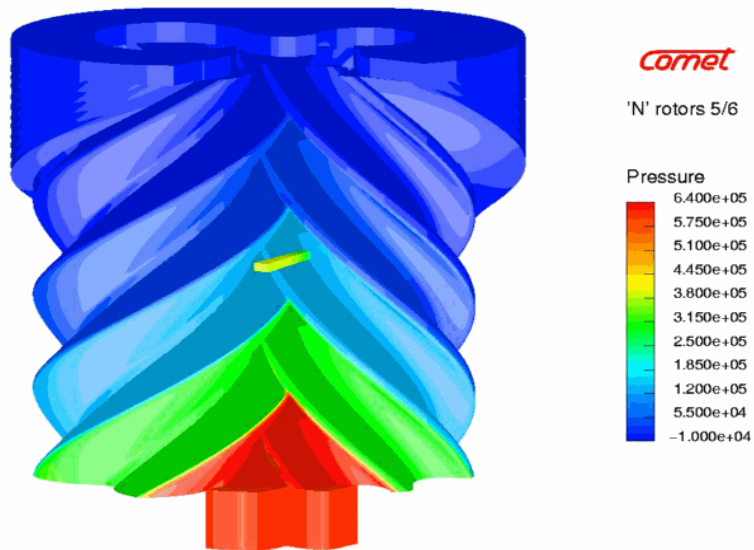 Comet
'N' rotors 5/6
Pressure
6.400e+05
5.750e+05
5.100e+05
4.450e+05
3.800e+05
3.150e+05
2.500e+05
1.850e+05
1.200e+05
5.500e+04
−1.000e+04